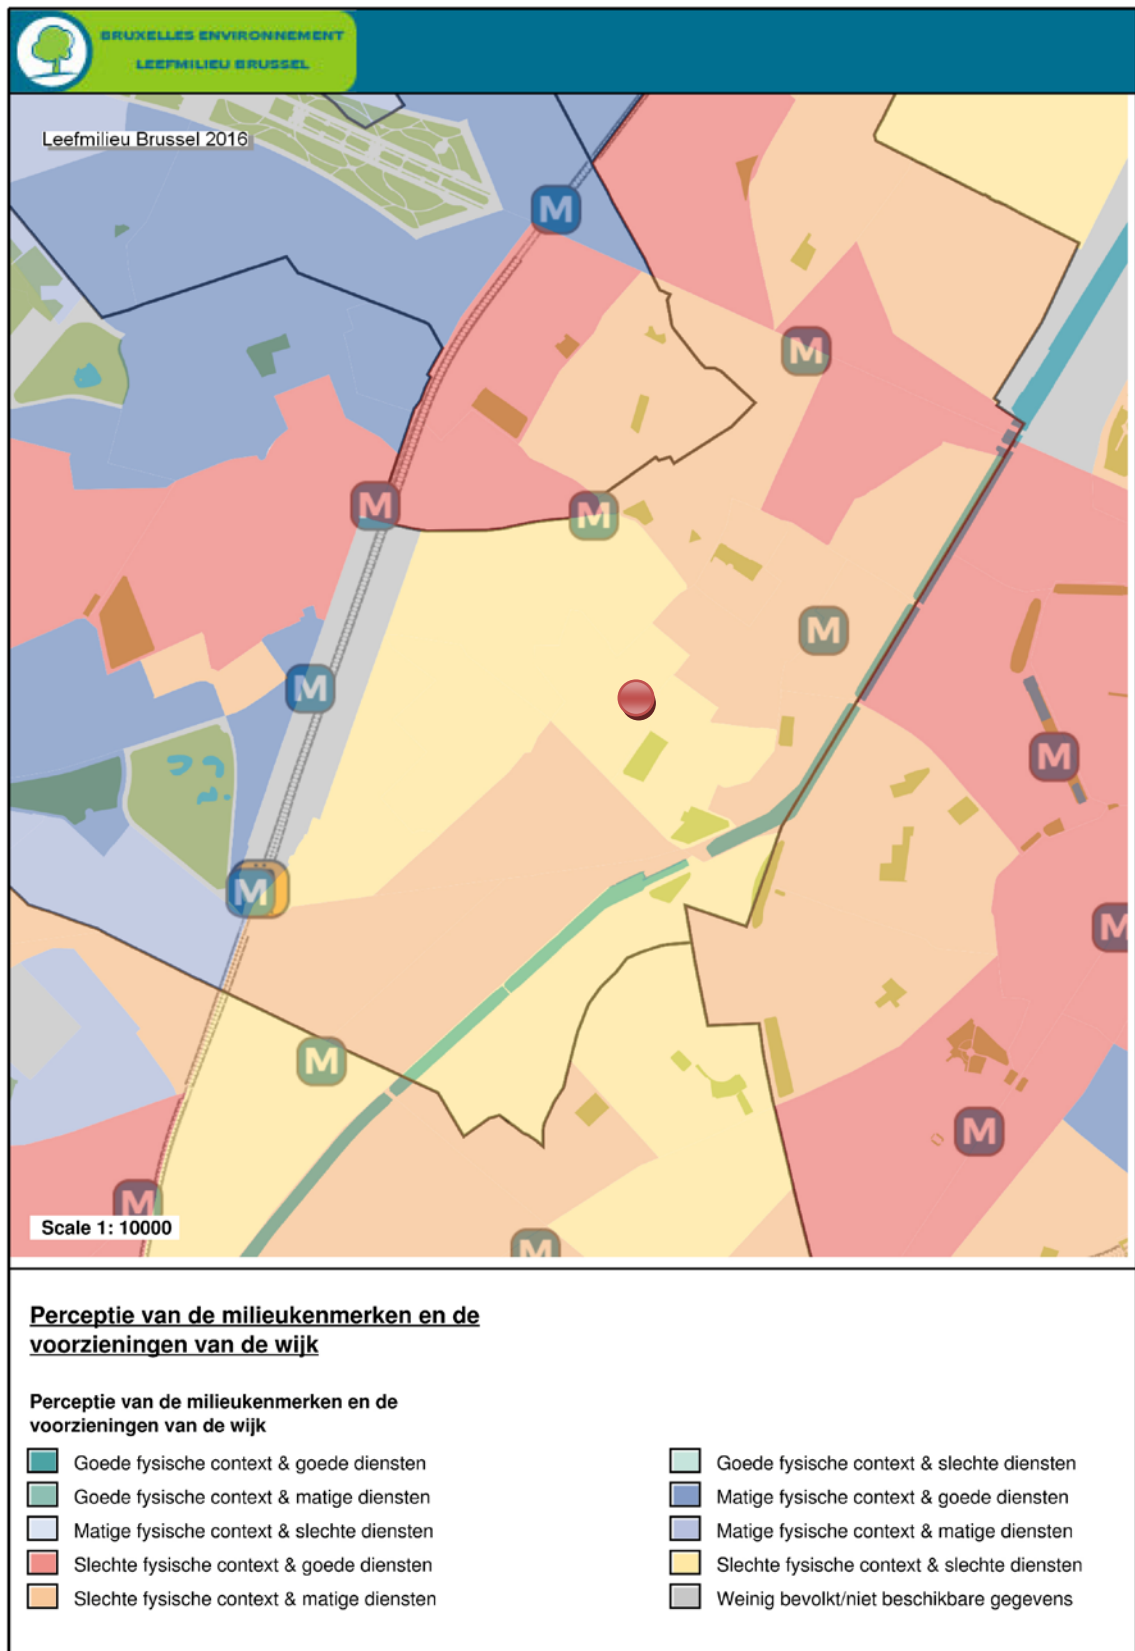 BRUXELLES ENVIRONNEMENT
LEEFMILIEU BRUSSEL
Leefmilieu Brussel 2016
M
M
M
M
M
M
M
M
M
M
M
M
M
Scale 1: 10000
Perceptie van de milieukenmerken en de
voorzieningen van de wijk
Perceptie van de milieukenmerken en de
voorzieningen van de wijk
Goede fysische context & goede diensten
Goede fysische context & matige diensten
Matige fysische context & slechte diensten
Slechte fysische context & goede diensten
Slechte fysische context & matige diensten
Goede fysische context & slechte diensten
Matige fysische context & goede diensten
Matige fysische context & matige diensten
Slechte fysische context & slechte diensten
Weinig bevolkt/niet beschikbare gegevens